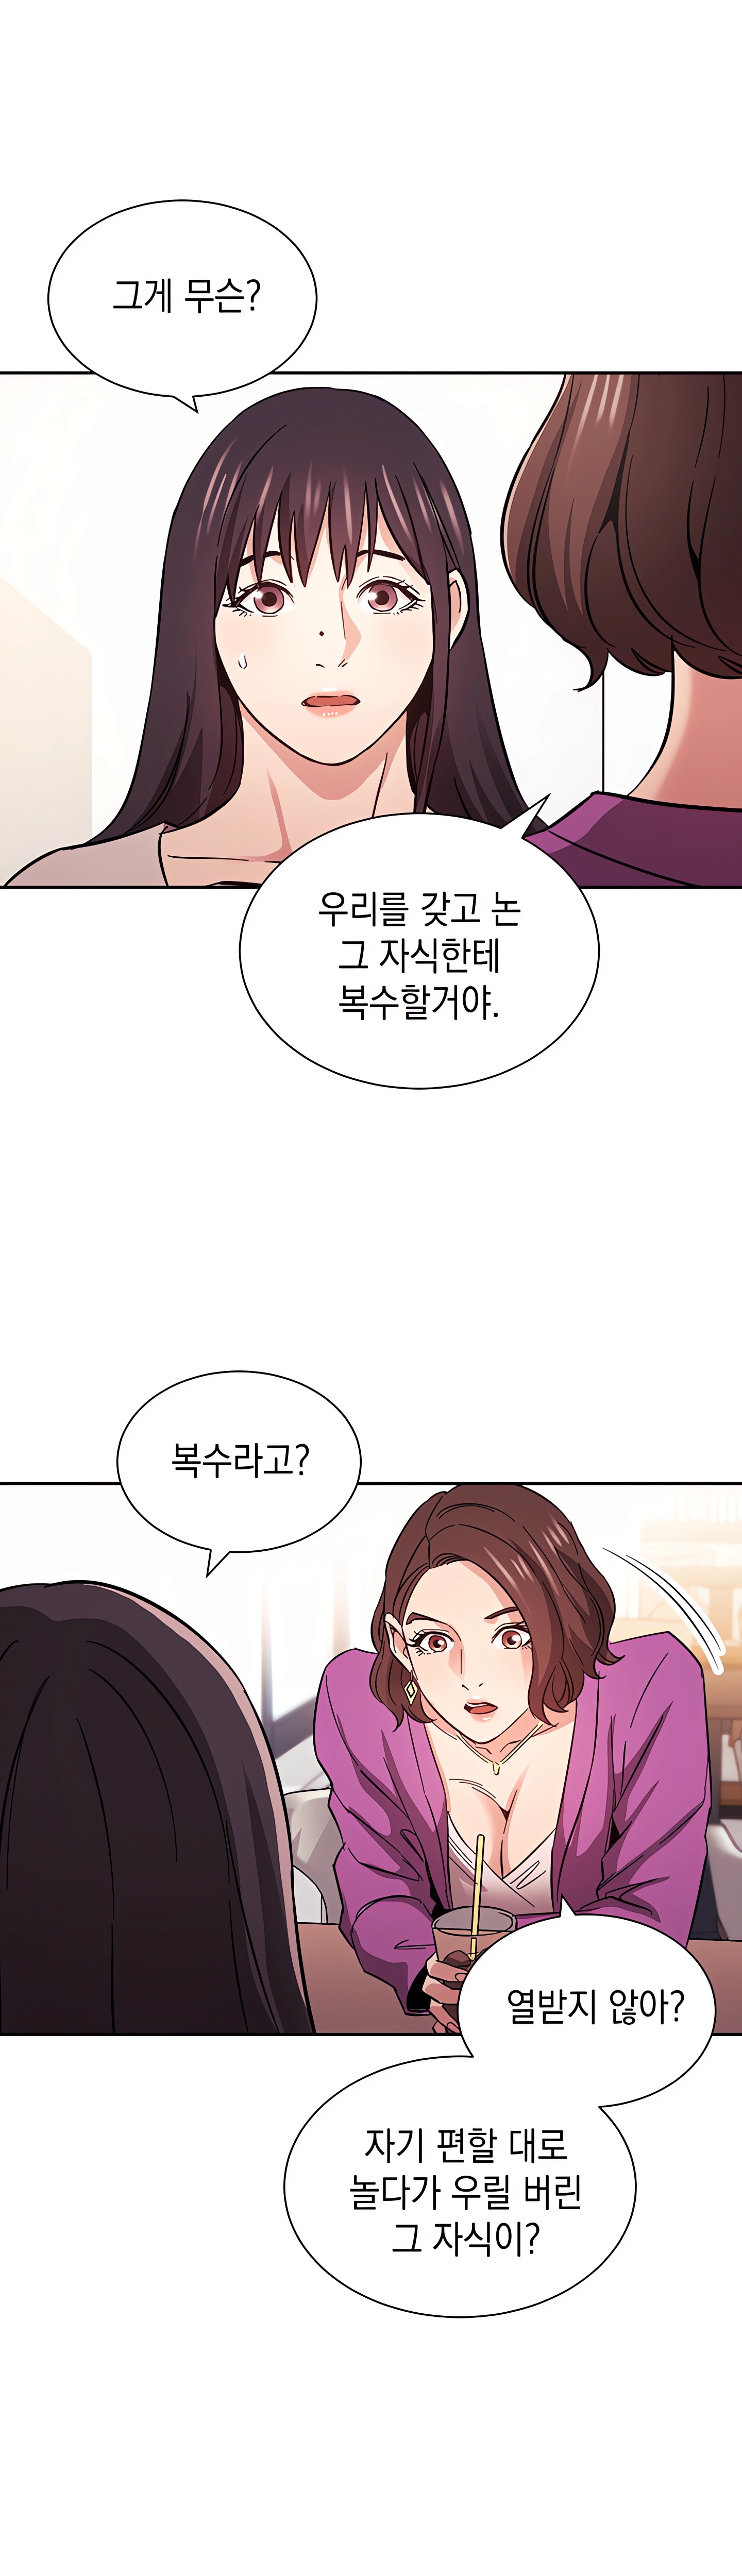 그게 무슨?
우리를 갖고 논
그 자식한테
복수할거야.
복수라고?
열받지 않아?
자기 편할 대로
놀다가 우릴 버린
그 자식이?